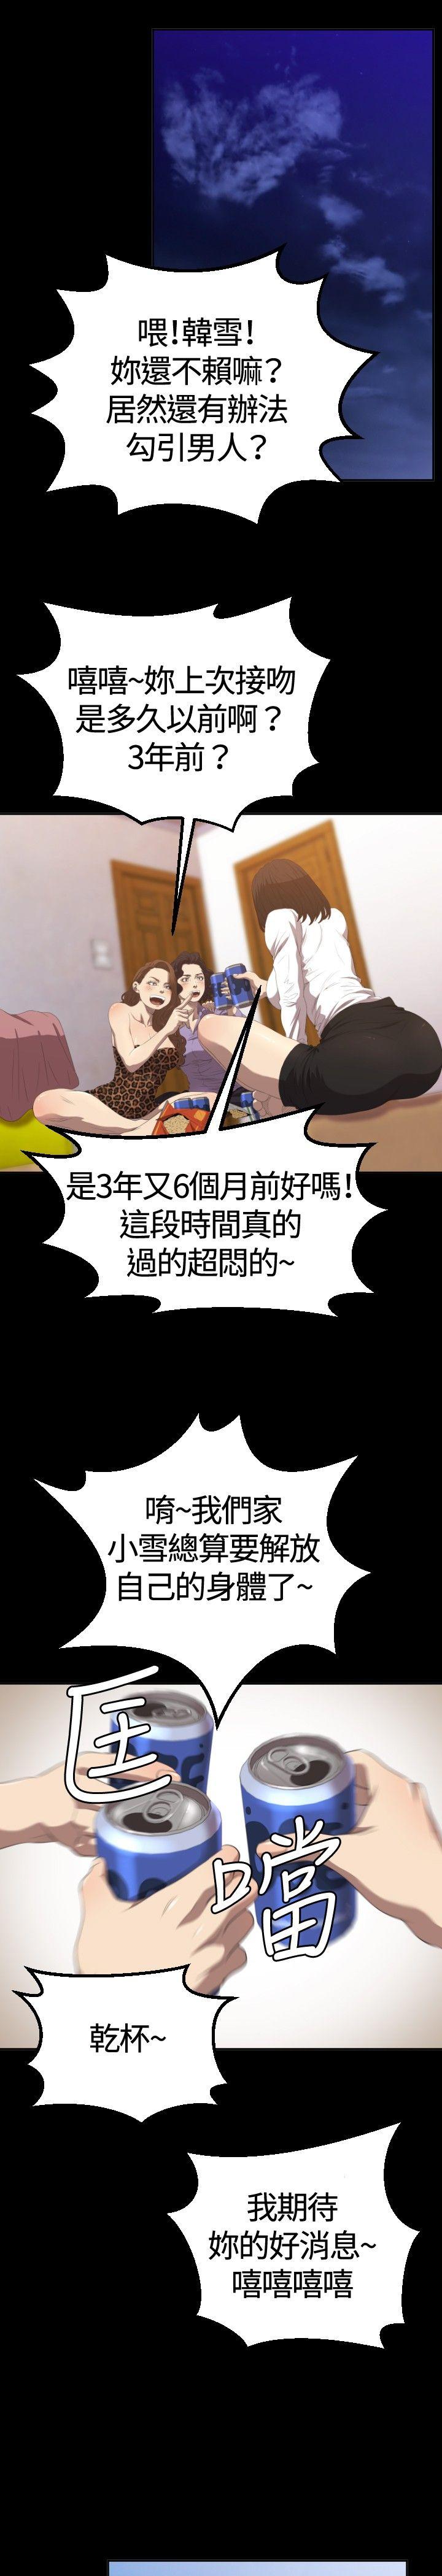 喂!韓雪!
妳還不賴嘛?
居然還有辦法
勾引男人?
嘻嘻~妳上次接吻
是多久以前啊?
3年前?
是3年又6個月前好嗎!
這段時間真的
過的超悶的~
唷~我們家
小雪總算要解放
自己的身體了~
匡
噹
乾杯~
我期待
妳的好消息~
嘻嘻嘻嘻